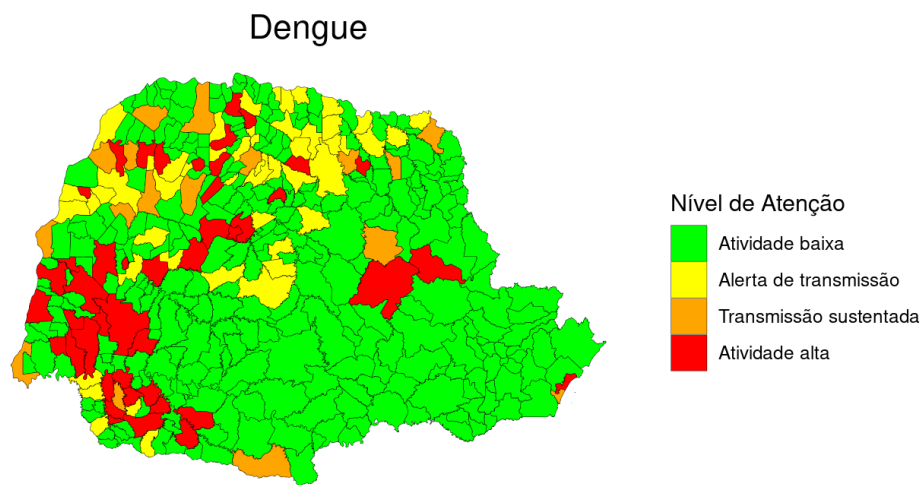 Dengue
Nível de Atenção
Atividade baixa
Alerta de transmissão
Transmissão sustentada
Atividade alta